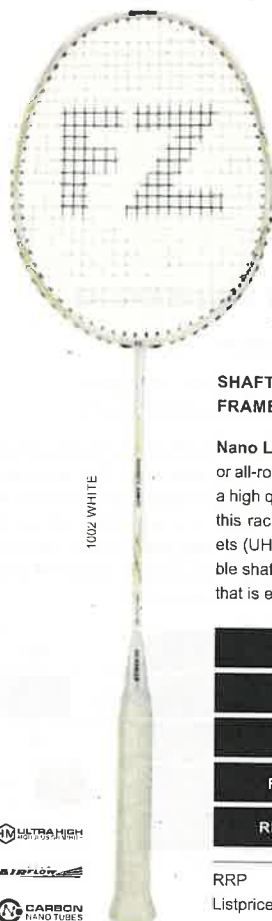 FZ
1002 WHITE
SHAFT
FRAME
Nano L
or all-ro
a high q
this rac
ets (UH
ble shaf
that is e
F
R
RRP
Listprice
HM ULTRA HIGH
AIRFLOW
CARBON
NANO TUBES